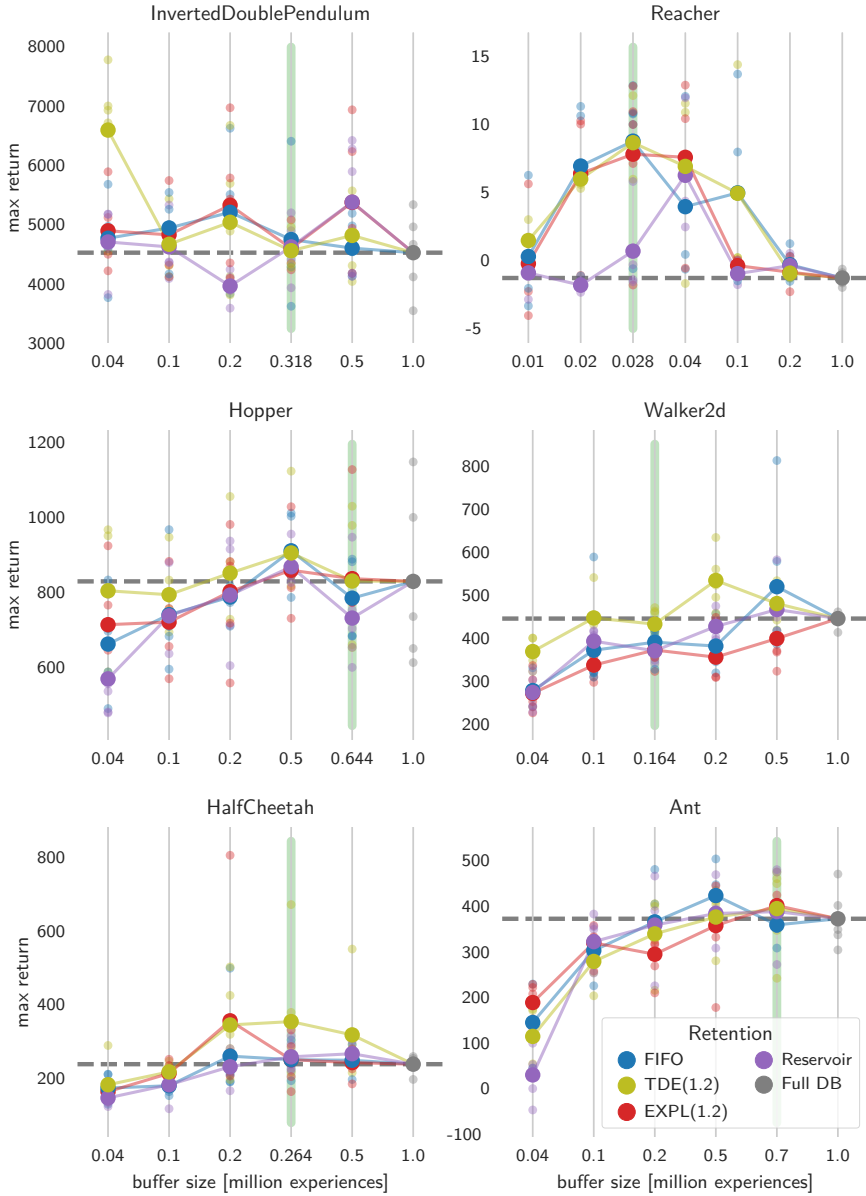 InvertedDoublePendulum
8000
7000
6000
5000
4000
3000
max return
0.04 0.1 0.2 0.318 0.5 1.0
Reacher
15
10
5
0
-5
0.01 0.02 0.028 0.04 0.1 0.2 1.0
Hopper
1200
1000
800
600
max return
0.04 0.1 0.2 0.5 0.644 1.0
Walker2d
800
700
600
500
400
300
200
0.04 0.1 0.164 0.2 0.5 1.0
HalfCheetah
800
600
400
200
max return
0.04 0.1 0.2 0.264 0.5 1.0
buffer size [million experiences]
Ant
500
400
300
200
100
0
-100
Retention
FIFO Reservoir
TDE(1.2) Full DB
EXPL(1.2)
0.04 0.1 0.2 0.5 0.7 1.0
buffer size [million experiences]